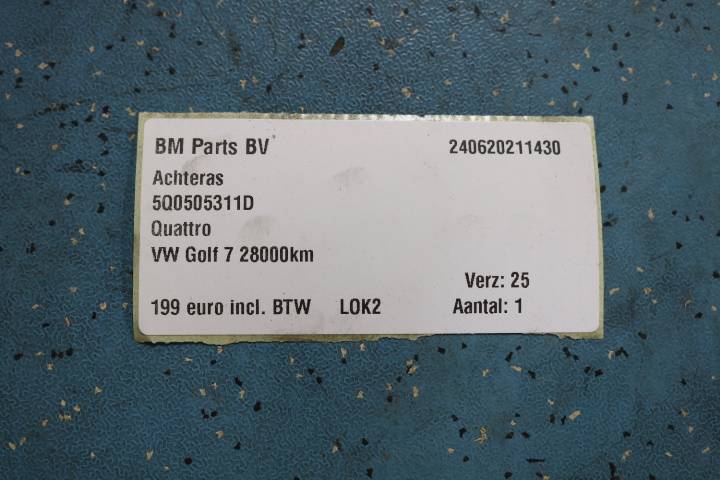 BM Parts BV 240620211430
Achteras
5Q0505311D
Quattro
VW Golf 7 28000km
Verz: 25
199 euro incl. BTW LOK2 Aantal: 1